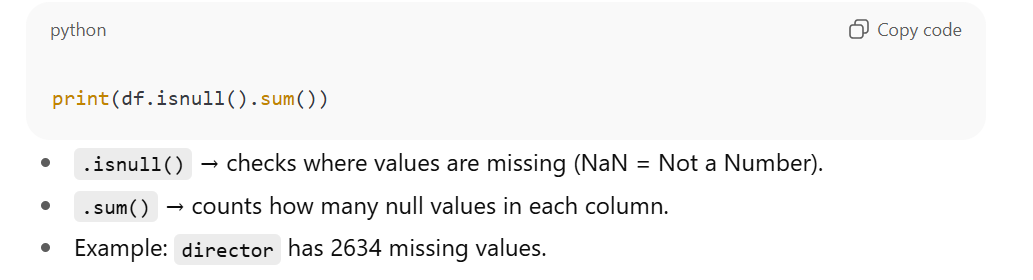 python
Copy code
print(df.isnull().sum())
• .isnull() → checks where values are missing (NaN = Not a Number).
• .sum() → counts how many null values in each column.
• Example: director has 2634 missing values.